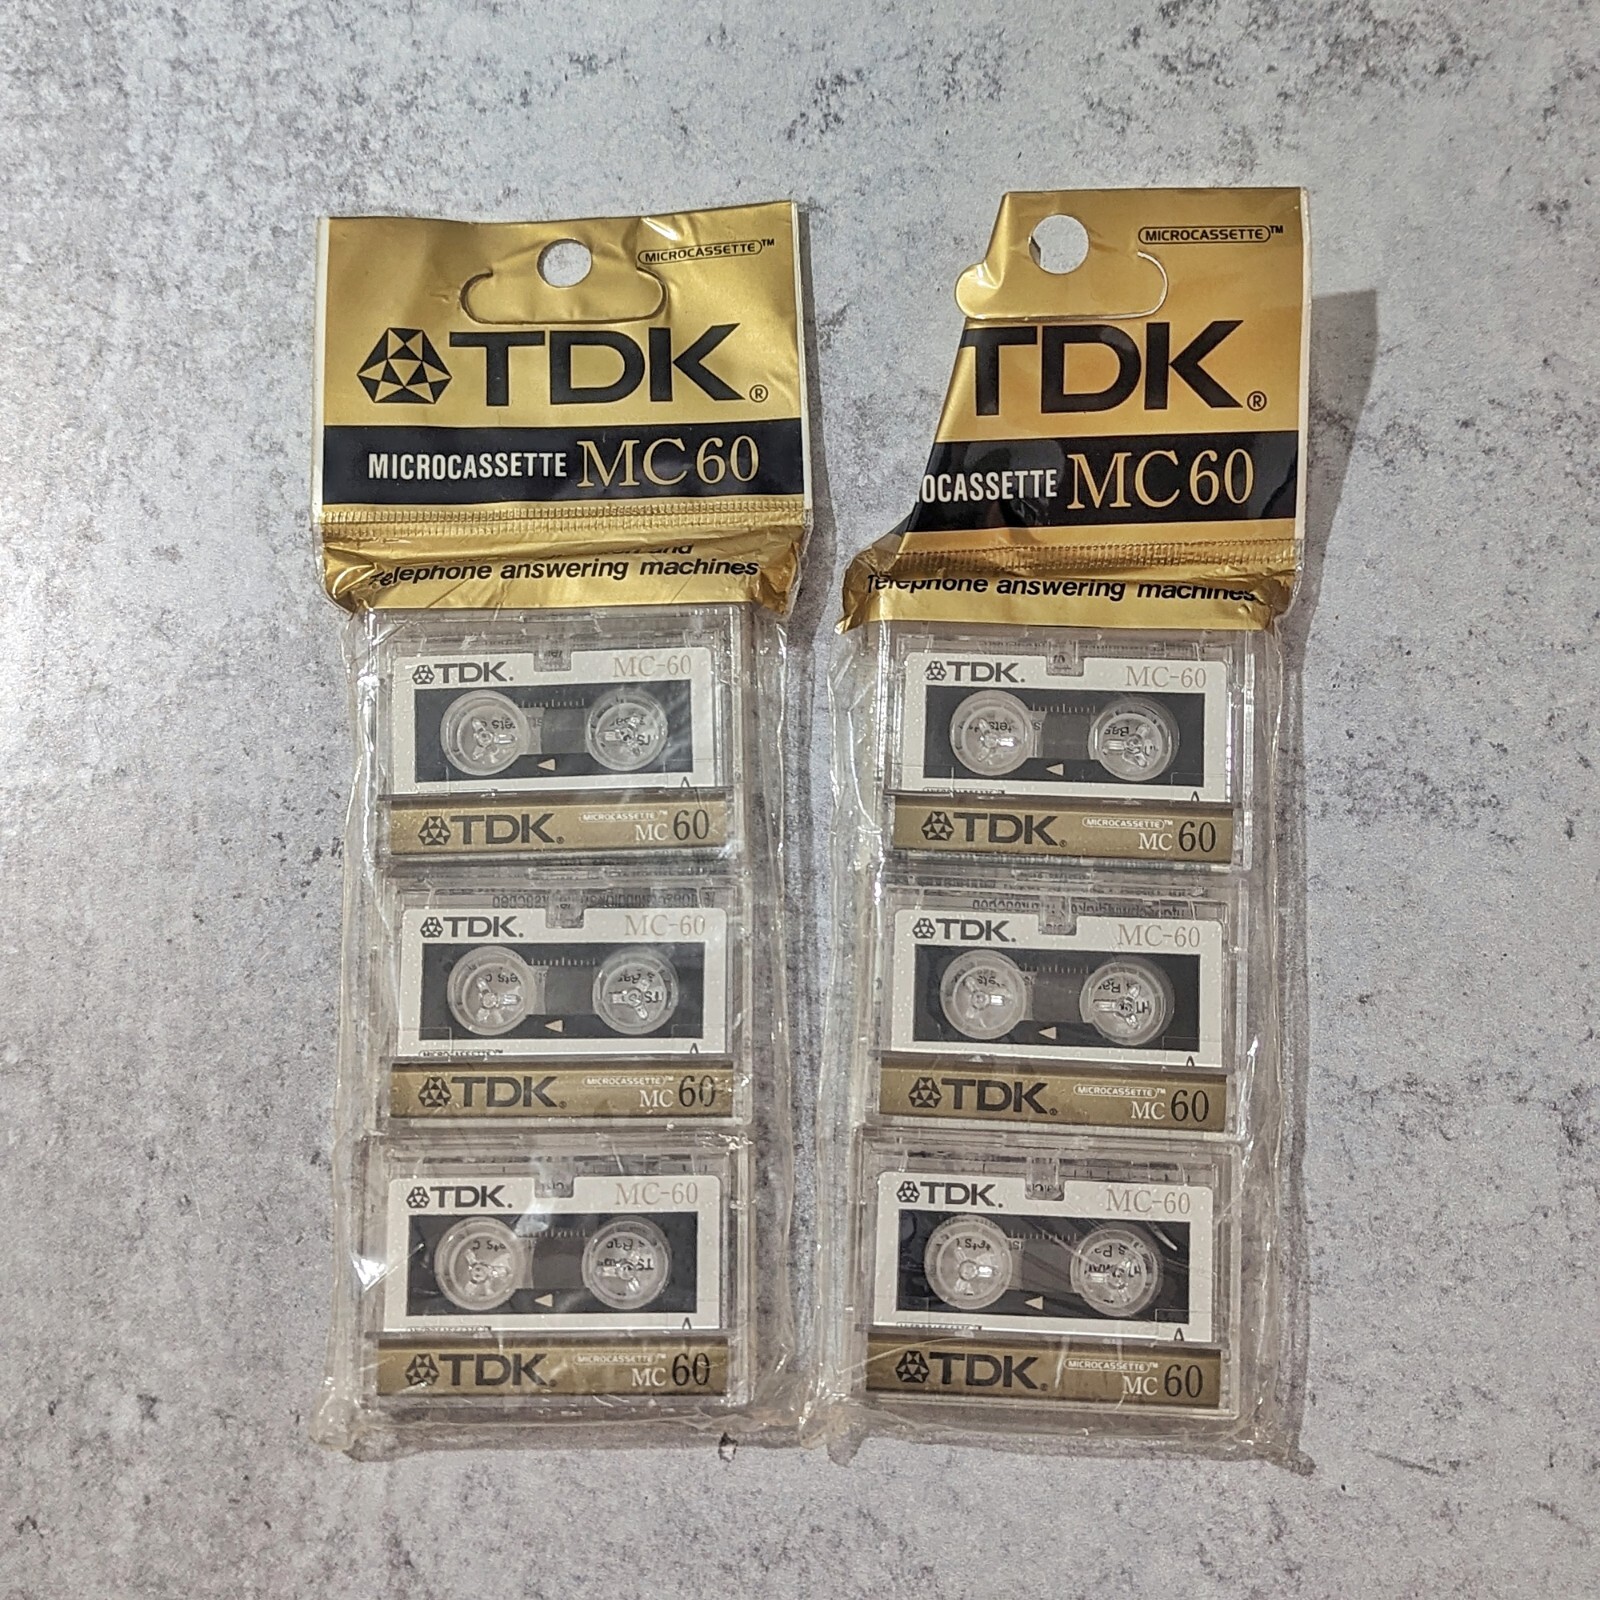 MICROCASSETTE™
TDK®
MICROCASSETTE MC60
and
Telephone answering machines
TDK. MC-60
A
TDK. MICROCASSETTE™
MC 60
TDK. MC-60
A
TDK. MICROCASSETTE™
MC 60
TDK. MC-60
A
TDK. MICROCASSETTE™
MC 60
MICROCASSETTE™
TDK®
OCASSETTE MC60
Telephone answering machines
TDK. MC-60
A
TDK. MICROCASSETTE™
MC 60
TDK. MC-60
A
TDK. MICROCASSETTE™
MC 60
TDK. MC-60
A
TDK. MICROCASSETTE™
MC 60